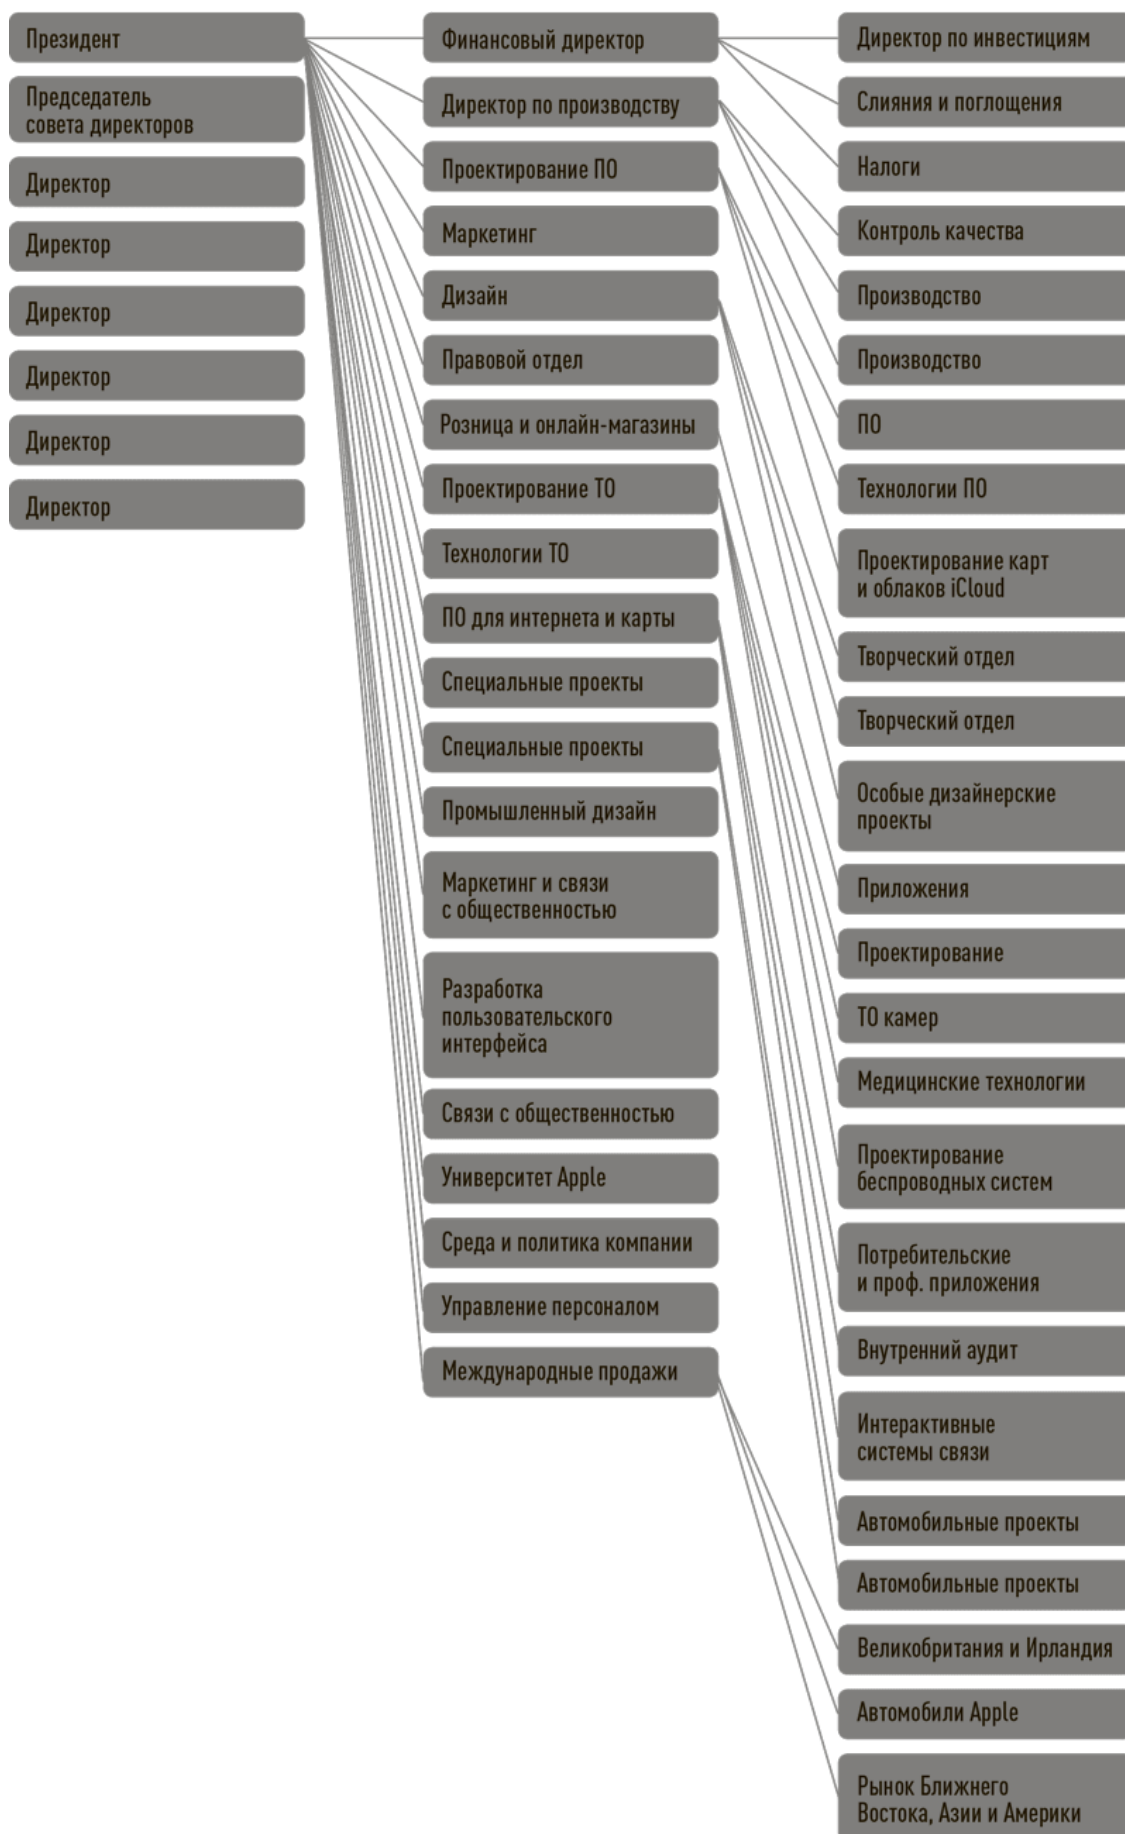 Президент
Председатель
совета директоров
Директор
Директор
Директор
Директор
Директор
Директор
Финансовый директор
Директор по производству
Проектирование ПО
Маркетинг
Дизайн
Правовой отдел
Розница и онлайн-магазины
Проектирование ТО
Технологии ТО
ПО для интернета и карты
Специальные проекты
Специальные проекты
Промышленный дизайн
Маркетинг и связи
с общественностью
Разработка
пользовательского
интерфейса
Связи с общественностью
Университет Apple
Среда и политика компании
Управление персоналом
Международные продажи
Директор по инвестициям
Слияния и поглощения
Налоги
Контроль качества
Производство
Производство
ПО
Технологии ПО
Проектирование карт
и облаков iCloud
Творческий отдел
Творческий отдел
Особые дизайнерские
проекты
Приложения
Проектирование
ТО камер
Медицинские технологии
Проектирование
беспроводных систем
Потребительские
и проф. приложения
Внутренний аудит
Интерактивные
системы связи
Автомобильные проекты
Автомобильные проекты
Великобритания и Ирландия
Автомобили Apple
Рынок Ближнего
Востока, Азии и Америки